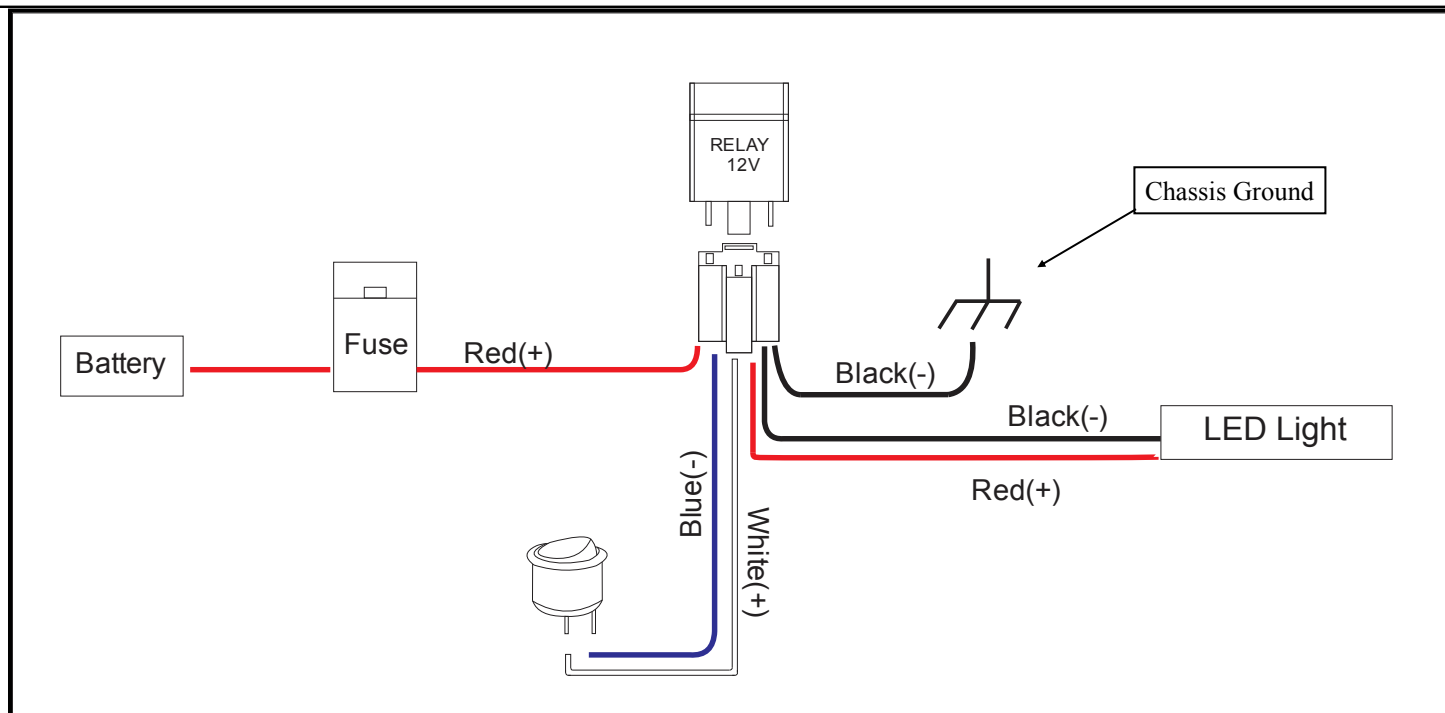 RELAY
12V
Chassis Ground
Battery
Fuse
Red(+)
Black(-)
Black(-)
LED Light
Red(+)
Blue(-)
White(+)